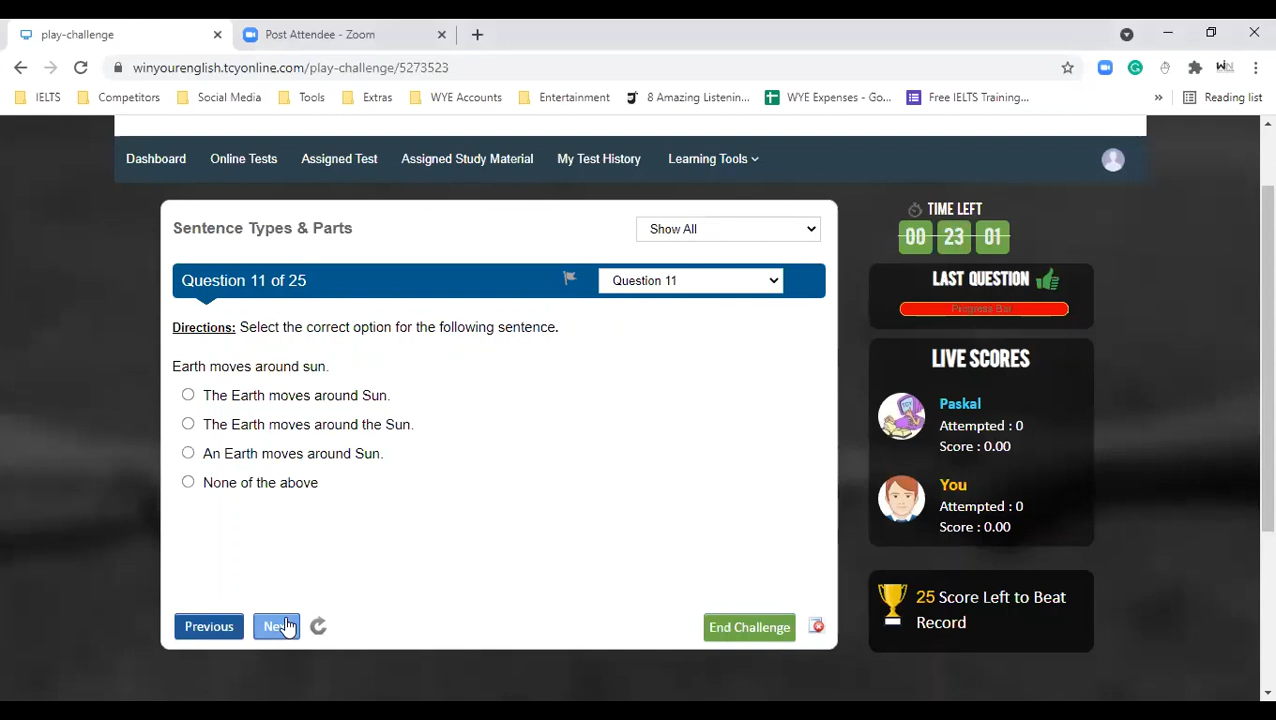 play-challenge
Post Attendee - Zoom
winyourenglish.tcyonline.com/play-challenge/5273523
IELTS
Competitors
Social Media
Tools
Extras
WYE Accounts
Entertainment
8 Amazing Listenin...
WYE Expenses - Go...
Free IELTS Training...
»
Reading list
Dashboard
Online Tests
Assigned Test
Assigned Study Material
My Test History
Learning Tools
Sentence Types & Parts
Show All
Question 11 of 25
Question 11
Directions: Select the correct option for the following sentence.
Earth moves around sun.
The Earth moves around Sun.
The Earth moves around the Sun.
An Earth moves around Sun.
None of the above
Previous
End Challenge
TIME LEFT
00 23 01
LAST QUESTION
Progress Bar
LIVE SCORES
Paskal
Attempted : 0
Score : 0.00
You
Attempted : 0
Score : 0.00
25 Score Left to Beat
Record